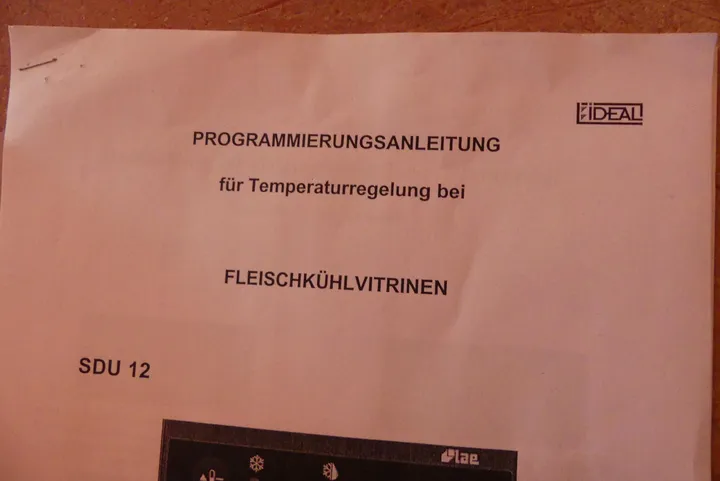 IDEAL
PROGRAMMIERUNGSANLEITUNG
für Temperaturregelung bei
FLEISCHKÜHLVITRINEN
SDU 12
lae